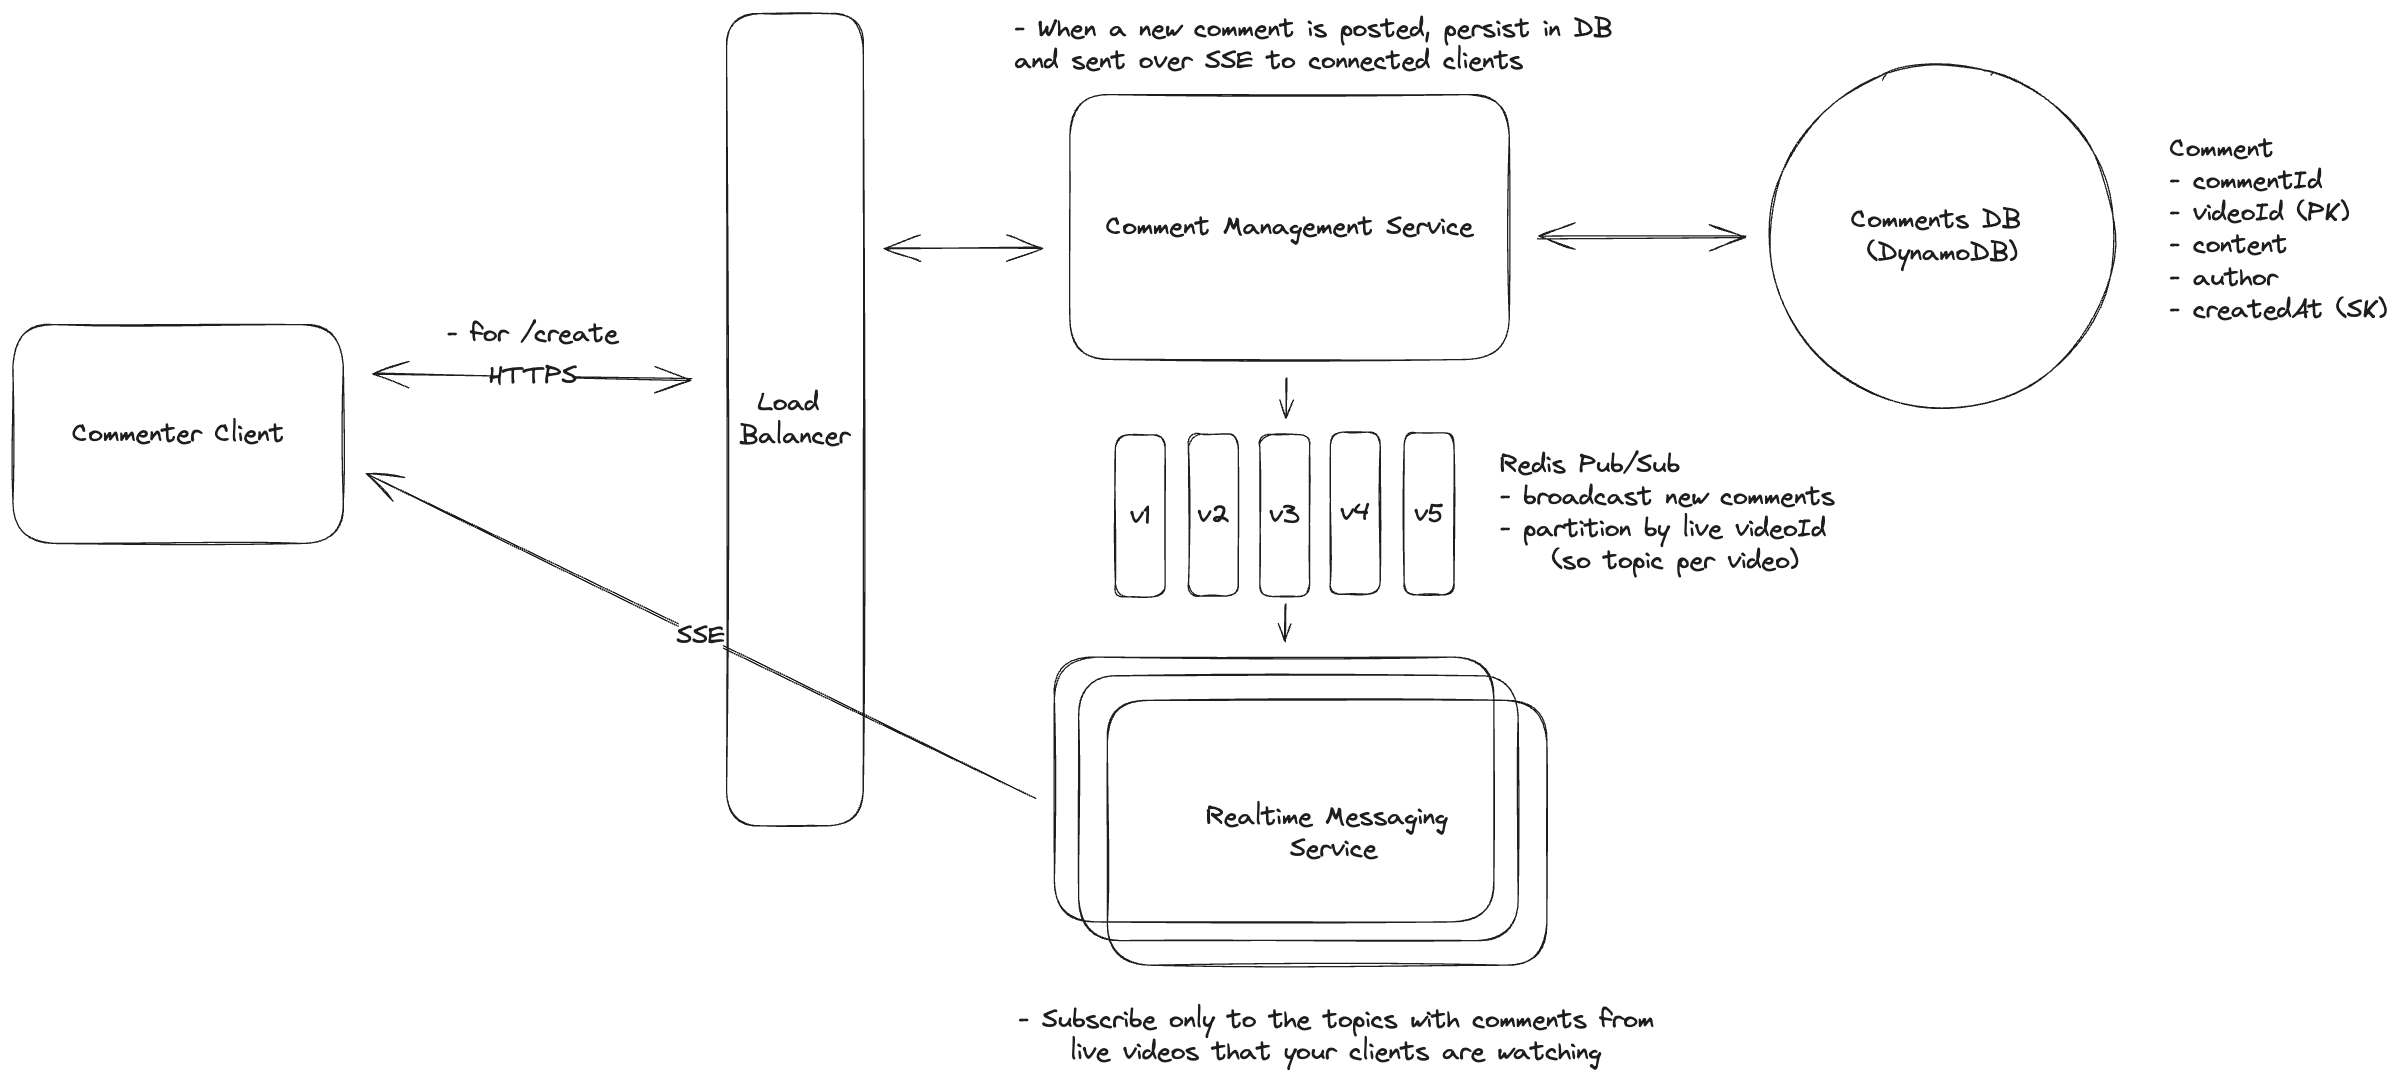 - When a new comment is posted, persist in DB
and sent over SSE to connected clients
Comment Management Service
Comments DB
(DynamoDB)
Comment
- commentId
- videoId (PK)
- content
- author
- createdAt (SK)
- for /create
HTTPS
Commenter Client
Load
Balancer
v1
v2
v3
v4
v5
Redis Pub/Sub
- broadcast new comments
- partition by live videoId
(so topic per video)
SSE
Realtime Messaging
Service
- Subscribe only to the topics with comments from
live videos that your clients are watching